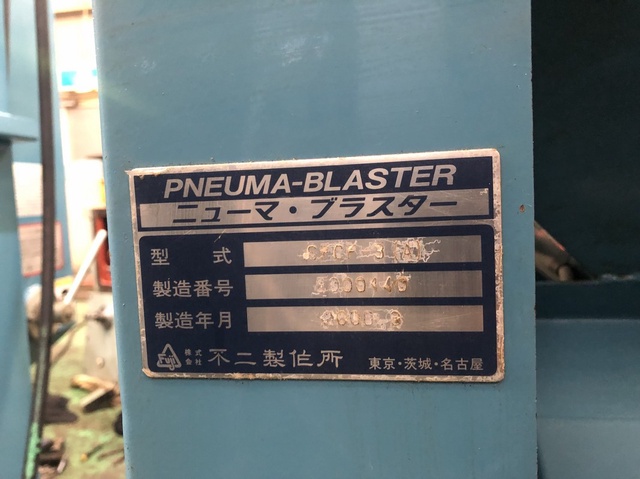 PNEUMA-BLASTER
ニューマ・ブラスター
型 式
製造番号
製造年月
FUJI 株式会社 不二製作所 東京・茨城・名古屋